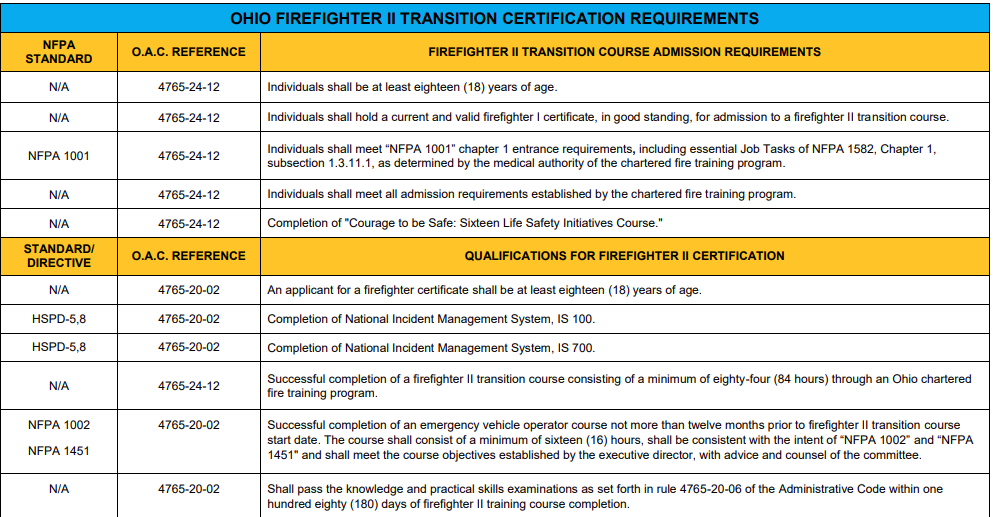 OHIO FIREFIGHTER II TRANSITION CERTIFICATION REQUIREMENTS
NFPA
STANDARD
O.A.C. REFERENCE
FIREFIGHTER II TRANSITION COURSE ADMISSION REQUIREMENTS
N/A
4765-24-12
Individuals shall be at least eighteen (18) years of age.
N/A
4765-24-12
Individuals shall hold a current and valid firefighter I certificate, in good standing, for admission to a firefighter II transition course.
NFPA 1001
4765-24-12
Individuals shall meet “NFPA 1001” chapter 1 entrance requirements, including essential Job Tasks of NFPA 1582, Chapter 1,
subsection 1.3.11.1, as determined by the medical authority of the chartered fire training program.
N/A
4765-24-12
Individuals shall meet all admission requirements established by the chartered fire training program.
N/A
4765-24-12
Completion of "Courage to be Safe: Sixteen Life Safety Initiatives Course."
STANDARD/
DIRECTIVE
O.A.C. REFERENCE
QUALIFICATIONS FOR FIREFIGHTER II CERTIFICATION
N/A
4765-20-02
An applicant for a firefighter certificate shall be at least eighteen (18) years of age.
HSPD-5,8
4765-20-02
Completion of National Incident Management System, IS 100.
HSPD-5,8
4765-20-02
Completion of National Incident Management System, IS 700.
N/A
4765-24-12
Successful completion of a firefighter II transition course consisting of a minimum of eighty-four (84 hours) through an Ohio chartered
fire training program.
NFPA 1002
NFPA 1451
4765-20-02
Successful completion of an emergency vehicle operator course not more than twelve months prior to firefighter II transition course
start date. The course shall consist of a minimum of sixteen (16) hours, shall be consistent with the intent of “NFPA 1002” and “NFPA
1451" and shall meet the course objectives established by the executive director, with advice and counsel of the committee.
N/A
4765-20-02
Shall pass the knowledge and practical skills examinations as set forth in rule 4765-20-06 of the Administrative Code within one
hundred eighty (180) days of firefighter II training course completion.